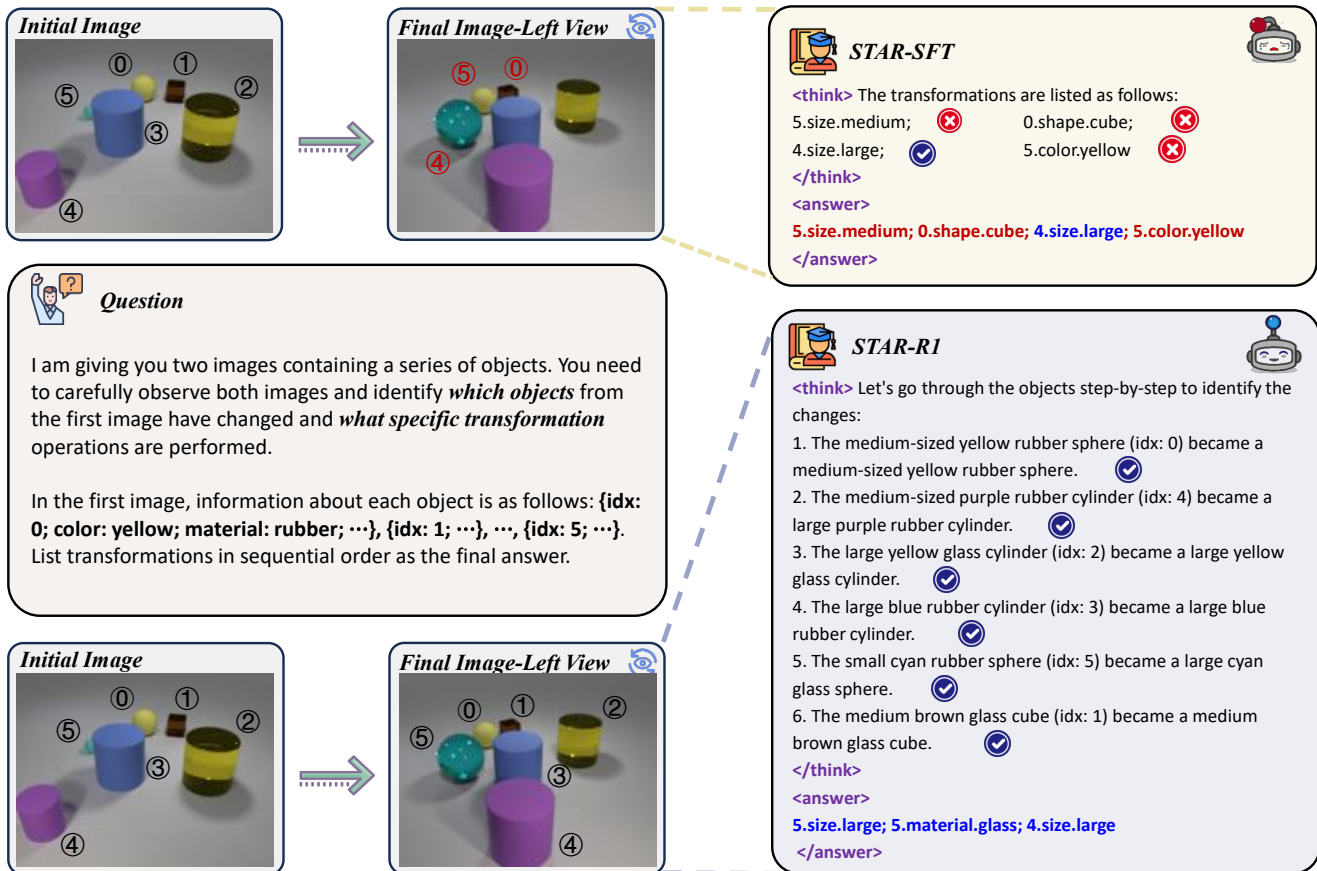 Initial Image
⓪
①
②
⑤
③
④
Final Image-Left View
⑤
⓪
④
STAR-SFT
<think> The transformations are listed as follows:
5.size.medium; 0.shape.cube;
4.size.large; 5.color.yellow
</think>
<answer>
5.size.medium; 0.shape.cube; 4.size.large; 5.color.yellow
</answer>
?
Question
I am giving you two images containing a series of objects. You need
to carefully observe both images and identify which objects from
the first image have changed and what specific transformation
operations are performed.
In the first image, information about each object is as follows: {idx:
0; color: yellow; material: rubber; ⋯}, {idx: 1; ⋯}, ⋯, {idx: 5; ⋯}.
List transformations in sequential order as the final answer.
Initial Image
⓪
①
②
⑤
③
④
Final Image-Left View
⓪
①
②
⑤
③
④
STAR-R1
<think> Let's go through the objects step-by-step to identify the
changes:
1. The medium-sized yellow rubber sphere (idx: 0) became a
medium-sized yellow rubber sphere.
2. The medium-sized purple rubber cylinder (idx: 4) became a
large purple rubber cylinder.
3. The large yellow glass cylinder (idx: 2) became a large yellow
glass cylinder.
4. The large blue rubber cylinder (idx: 3) became a large blue
rubber cylinder.
5. The small cyan rubber sphere (idx: 5) became a large cyan
glass sphere.
6. The medium brown glass cube (idx: 1) became a medium
brown glass cube.
</think>
<answer>
5.size.large; 5.material.glass; 4.size.large
</answer>